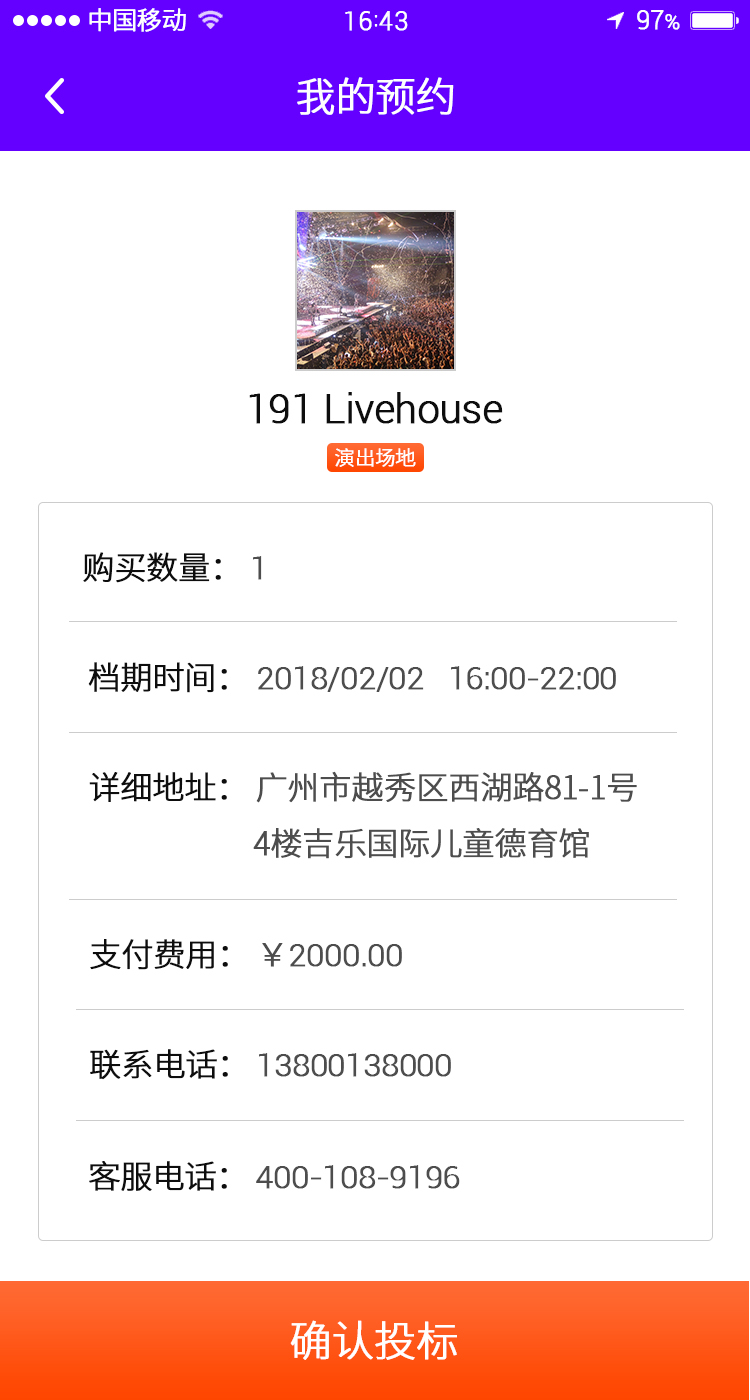 中国移动 16:43 97%
我的预约
191 Livehouse
演出场地
购买数量： 1
档期时间： 2018/02/02 16:00-22:00
详细地址： 广州市越秀区西湖路81-1号
4楼吉乐国际儿童德育馆
支付费用： ￥2000.00
联系电话： 13800138000
客服电话： 400-108-9196
确认投标